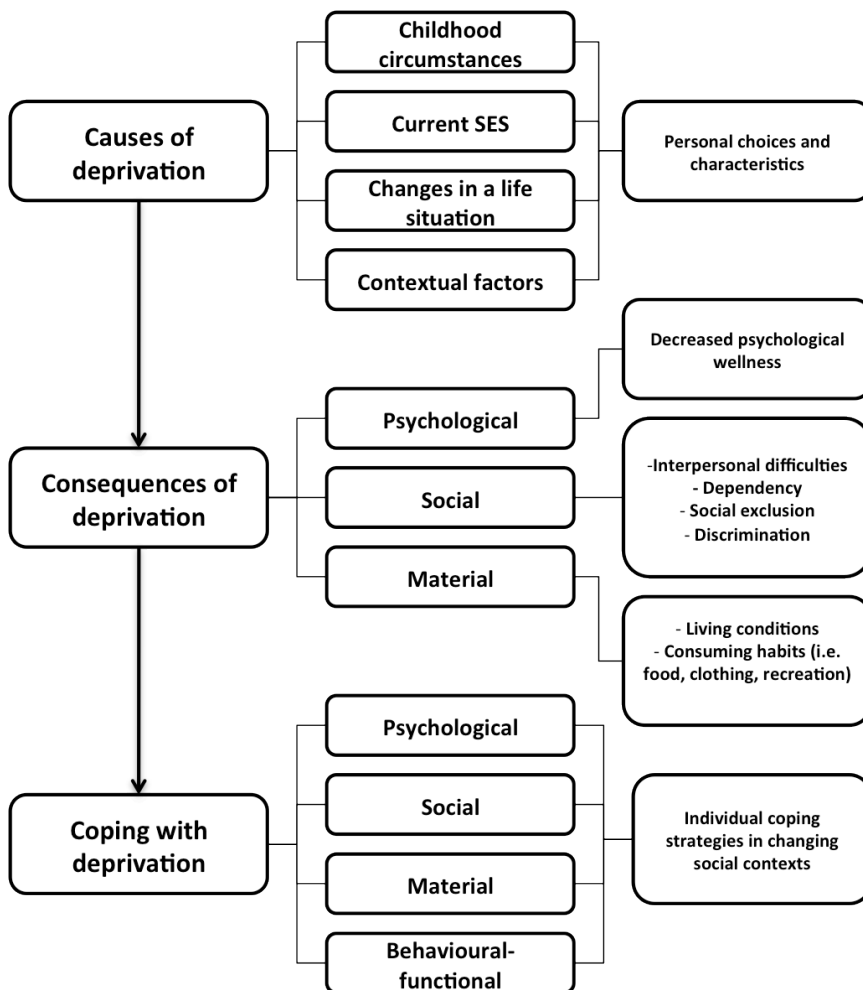 Causes of
deprivation
Childhood
circumstances
Current SES
Changes in a life
situation
Contextual factors
Personal choices and
characteristics
Consequences of
deprivation
Psychological
Social
Material
Decreased psychological
wellness
-Interpersonal difficulties
- Dependency
- Social exclusion
- Discrimination
- Living conditions
- Consuming habits (i.e.
food, clothing, recreation)
Coping with
deprivation
Psychological
Social
Material
Behavioural-
functional
Individual coping
strategies in changing
social contexts